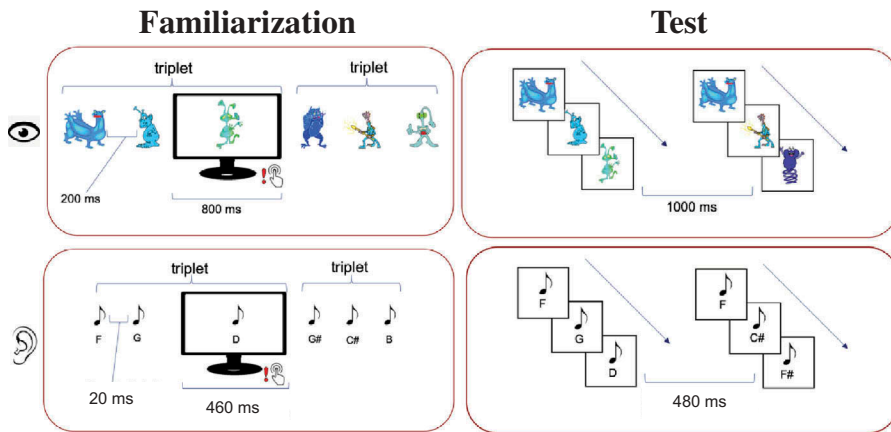 Familiarization
Test
triplet
triplet
200 ms
800 ms
1000 ms
triplet
triplet
F
G
D
G#
C#
B
20 ms
460 ms
F
G
D
F
C#
F#
480 ms